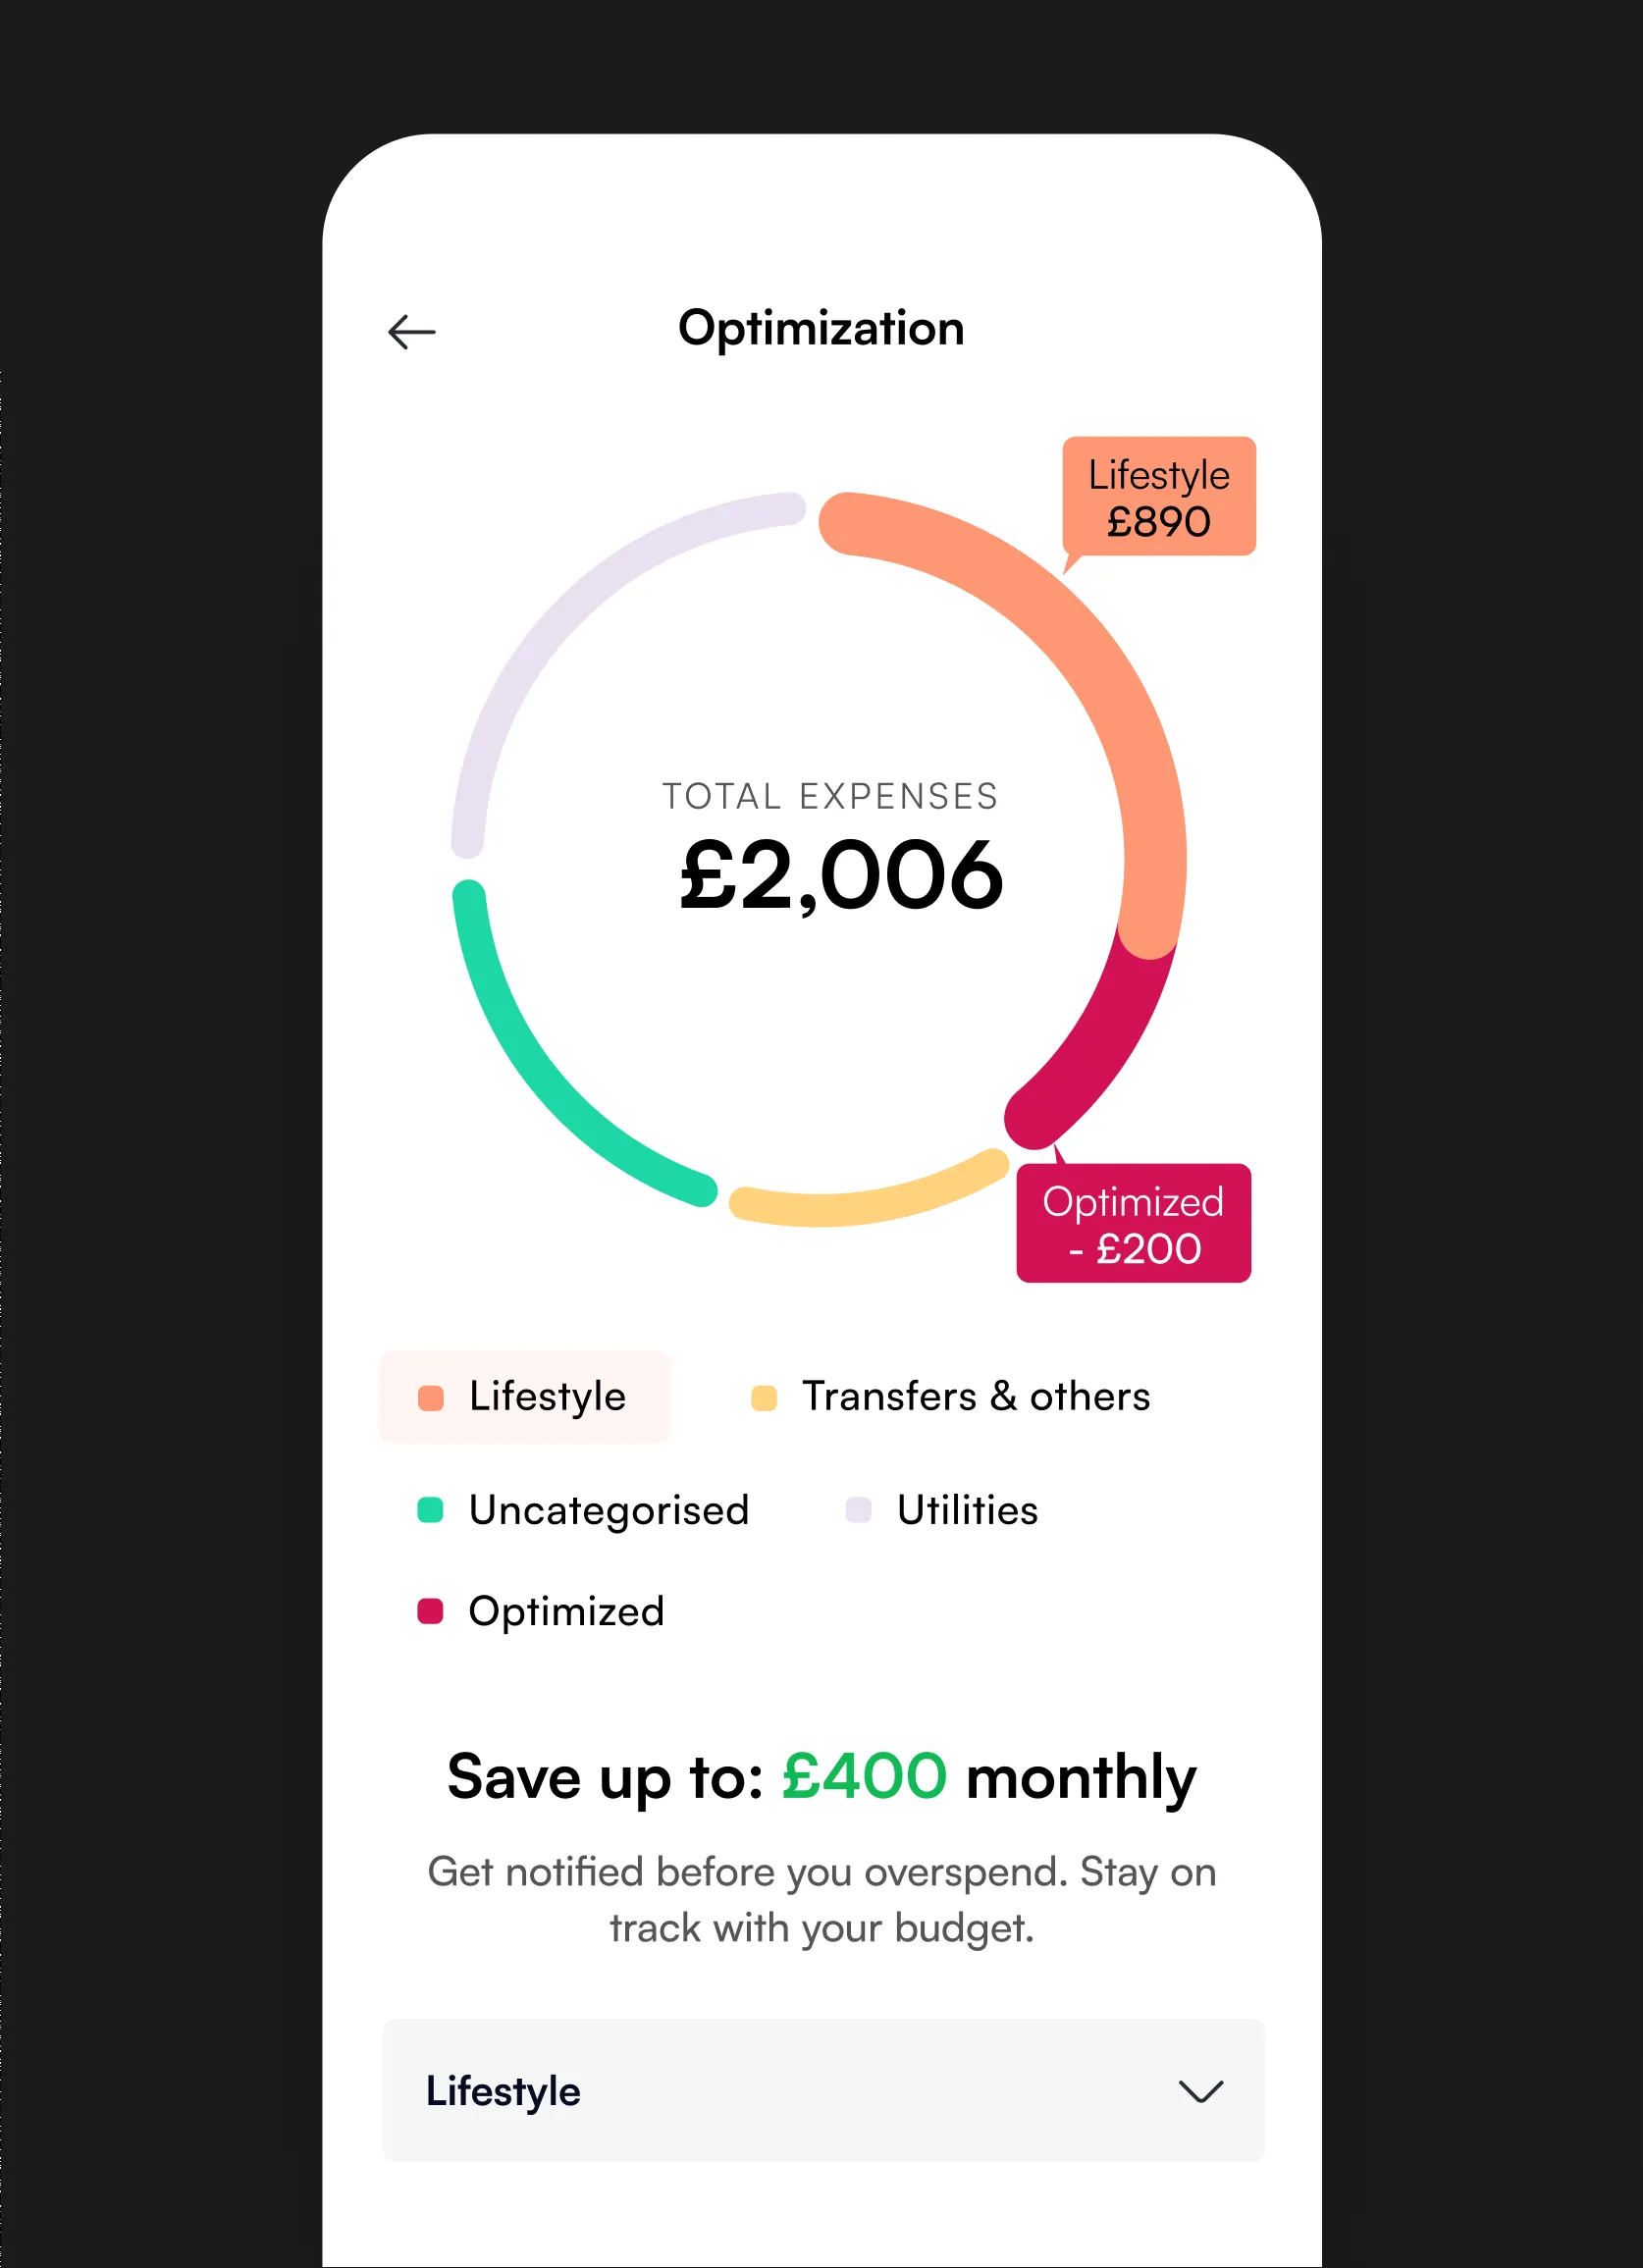 Optimization
Lifestyle
£890
TOTAL EXPENSES
£2,006
Optimized
- £200
Lifestyle
Transfers & others
Uncategorised
Utilities
Optimized
Save up to: £400 monthly
Get notified before you overspend. Stay on
track with your budget.
Lifestyle